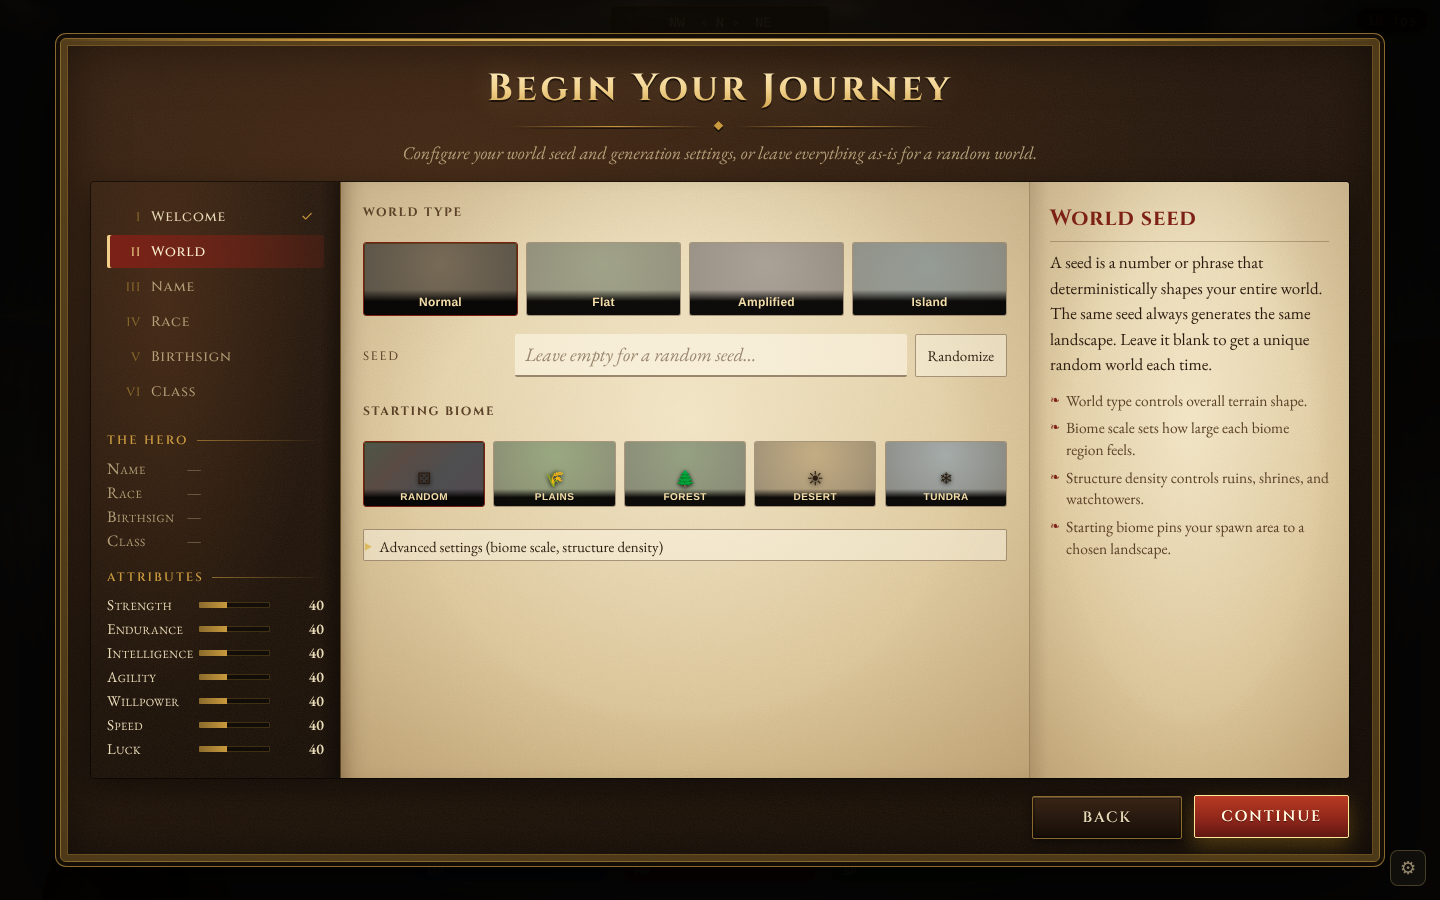 NW N NE
Begin Your Journey
Configure your world seed and generation settings, or leave everything as-is for a random world.
I Welcome ✓
II World
III Name
IV Race
V Birthsign
VI Class
The Hero
Name —
Race —
Birthsign —
Class —
Attributes
Strength 40
Endurance 40
Intelligence 40
Agility 40
Willpower 40
Speed 40
Luck 40
World Type
Normal
Flat
Amplified
Island
Seed
Leave empty for a random seed...
Randomize
Starting Biome
RANDOM
PLAINS
FOREST
DESERT
TUNDRA
Advanced settings (biome scale, structure density)
World seed
A seed is a number or phrase that
deterministically shapes your entire world.
The same seed always generates the same
landscape. Leave it blank to get a unique
random world each time.
World type controls overall terrain shape.
Biome scale sets how large each biome
region feels.
Structure density controls ruins, shrines, and
watchtowers.
Starting biome pins your spawn area to a
chosen landscape.
Back
Continue